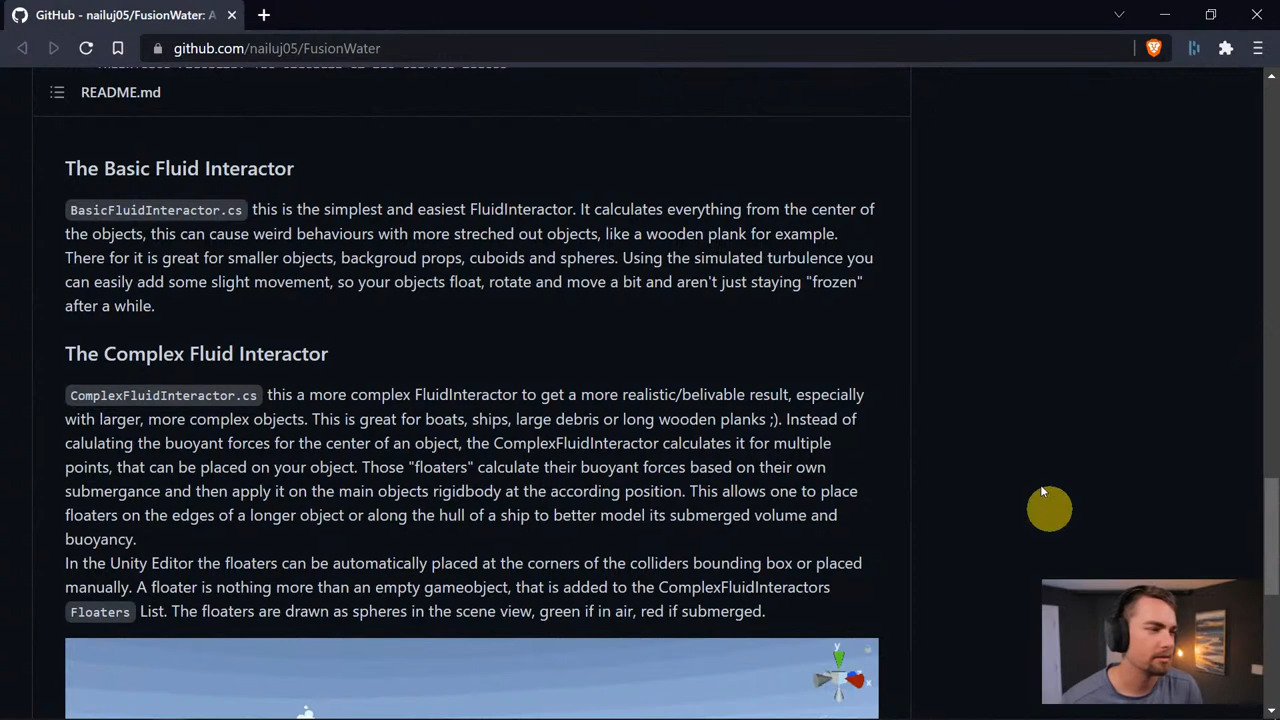 GitHub - nailuj05/FusionWater: A
github.com/nailuj05/FusionWater
README.md
The Basic Fluid Interactor
BasicFluidInteractor.cs this is the simplest and easiest FluidInteractor. It calculates everything from the center of
the objects, this can cause weird behaviours with more streched out objects, like a wooden plank for example.
There for it is great for smaller objects, backgroud props, cuboids and spheres. Using the simulated turbulence you
can easily add some slight movement, so your objects float, rotate and move a bit and aren't just staying "frozen"
after a while.
The Complex Fluid Interactor
ComplexFluidInteractor.cs this a more complex FluidInteractor to get a more realistic/belivable result, especially
with larger, more complex objects. This is great for boats, ships, large debris or long wooden planks ;). Instead of
calulating the buoyant forces for the center of an object, the ComplexFluidInteractor calculates it for multiple
points, that can be placed on your object. Those "floaters" calculate their buoyant forces based on their own
submergance and then apply it on the main objects rigidbody at the according position. This allows one to place
floaters on the edges of a longer object or along the hull of a ship to better model its submerged volume and
buoyancy.
In the Unity Editor the floaters can be automatically placed at the corners of the colliders bounding box or placed
manually. A floater is nothing more than an empty gameobject, that is added to the ComplexFluidInteractors
Floaters List. The floaters are drawn as spheres in the scene view, green if in air, red if submerged.
y
x